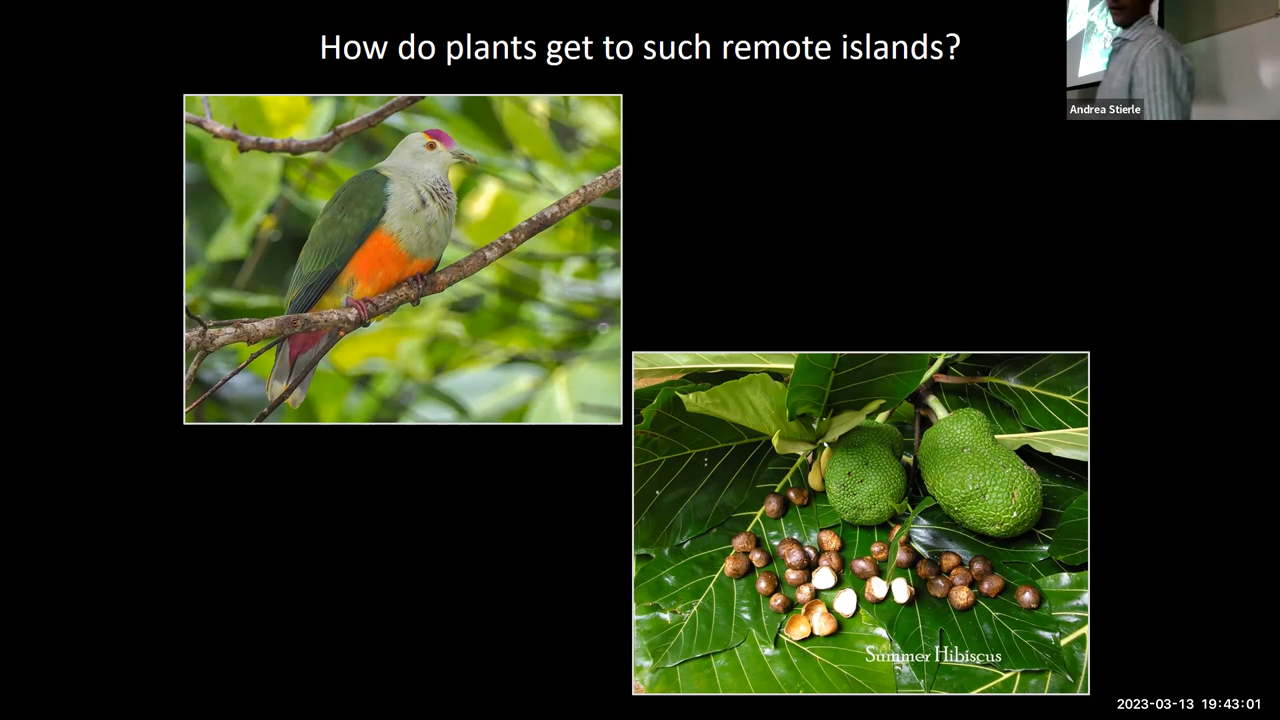 How do plants get to such remote islands?
Andrea Stierle
Summer Hibiscus
2023-03-13 19:43:01